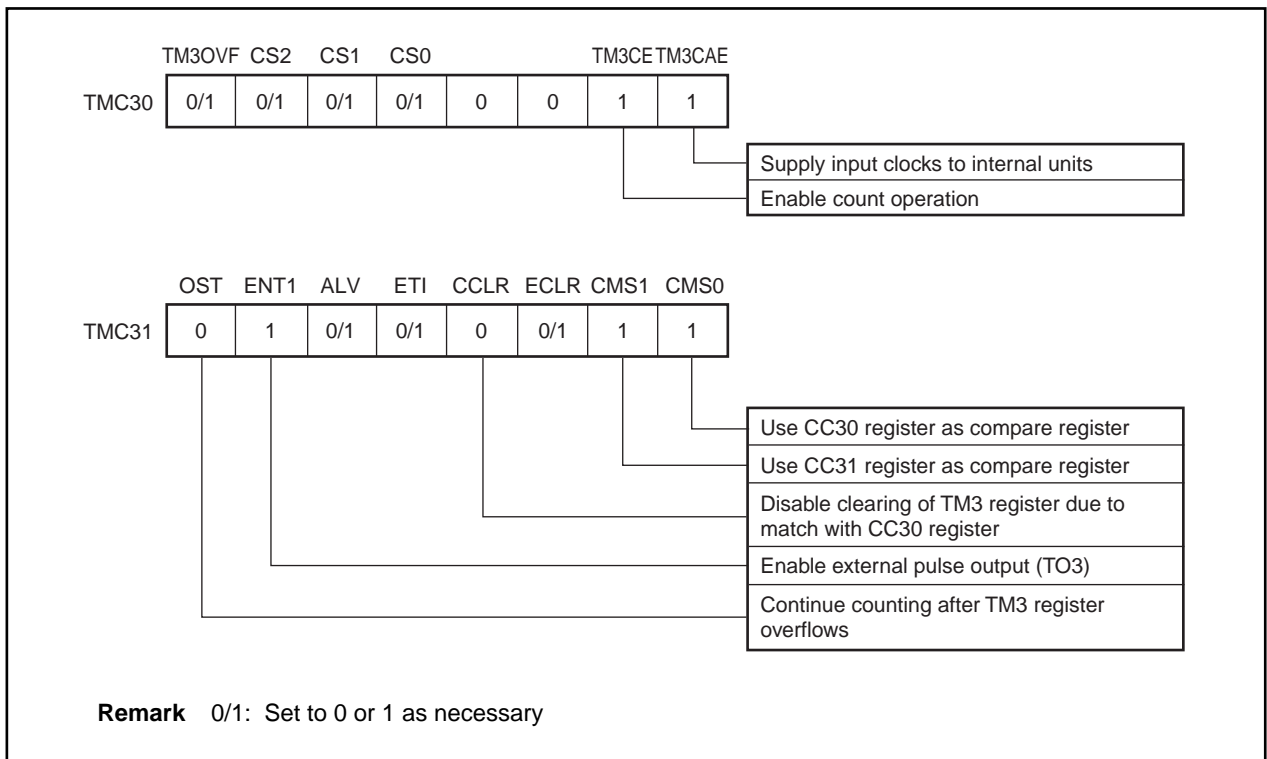 TM3OVF CS2 CS1 CS0 TM3CE TM3CAE
TMC30 0/1 0/1 0/1 0/1 0 0 1 1
Supply input clocks to internal units
Enable count operation
OST ENT1 ALV ETI CCLR ECLR CMS1 CMS0
TMC31 0 1 0/1 0/1 0 0/1 1 1
Use CC30 register as compare register
Use CC31 register as compare register
Disable clearing of TM3 register due to
match with CC30 register
Enable external pulse output (TO3)
Continue counting after TM3 register
overflows
Remark 0/1: Set to 0 or 1 as necessary